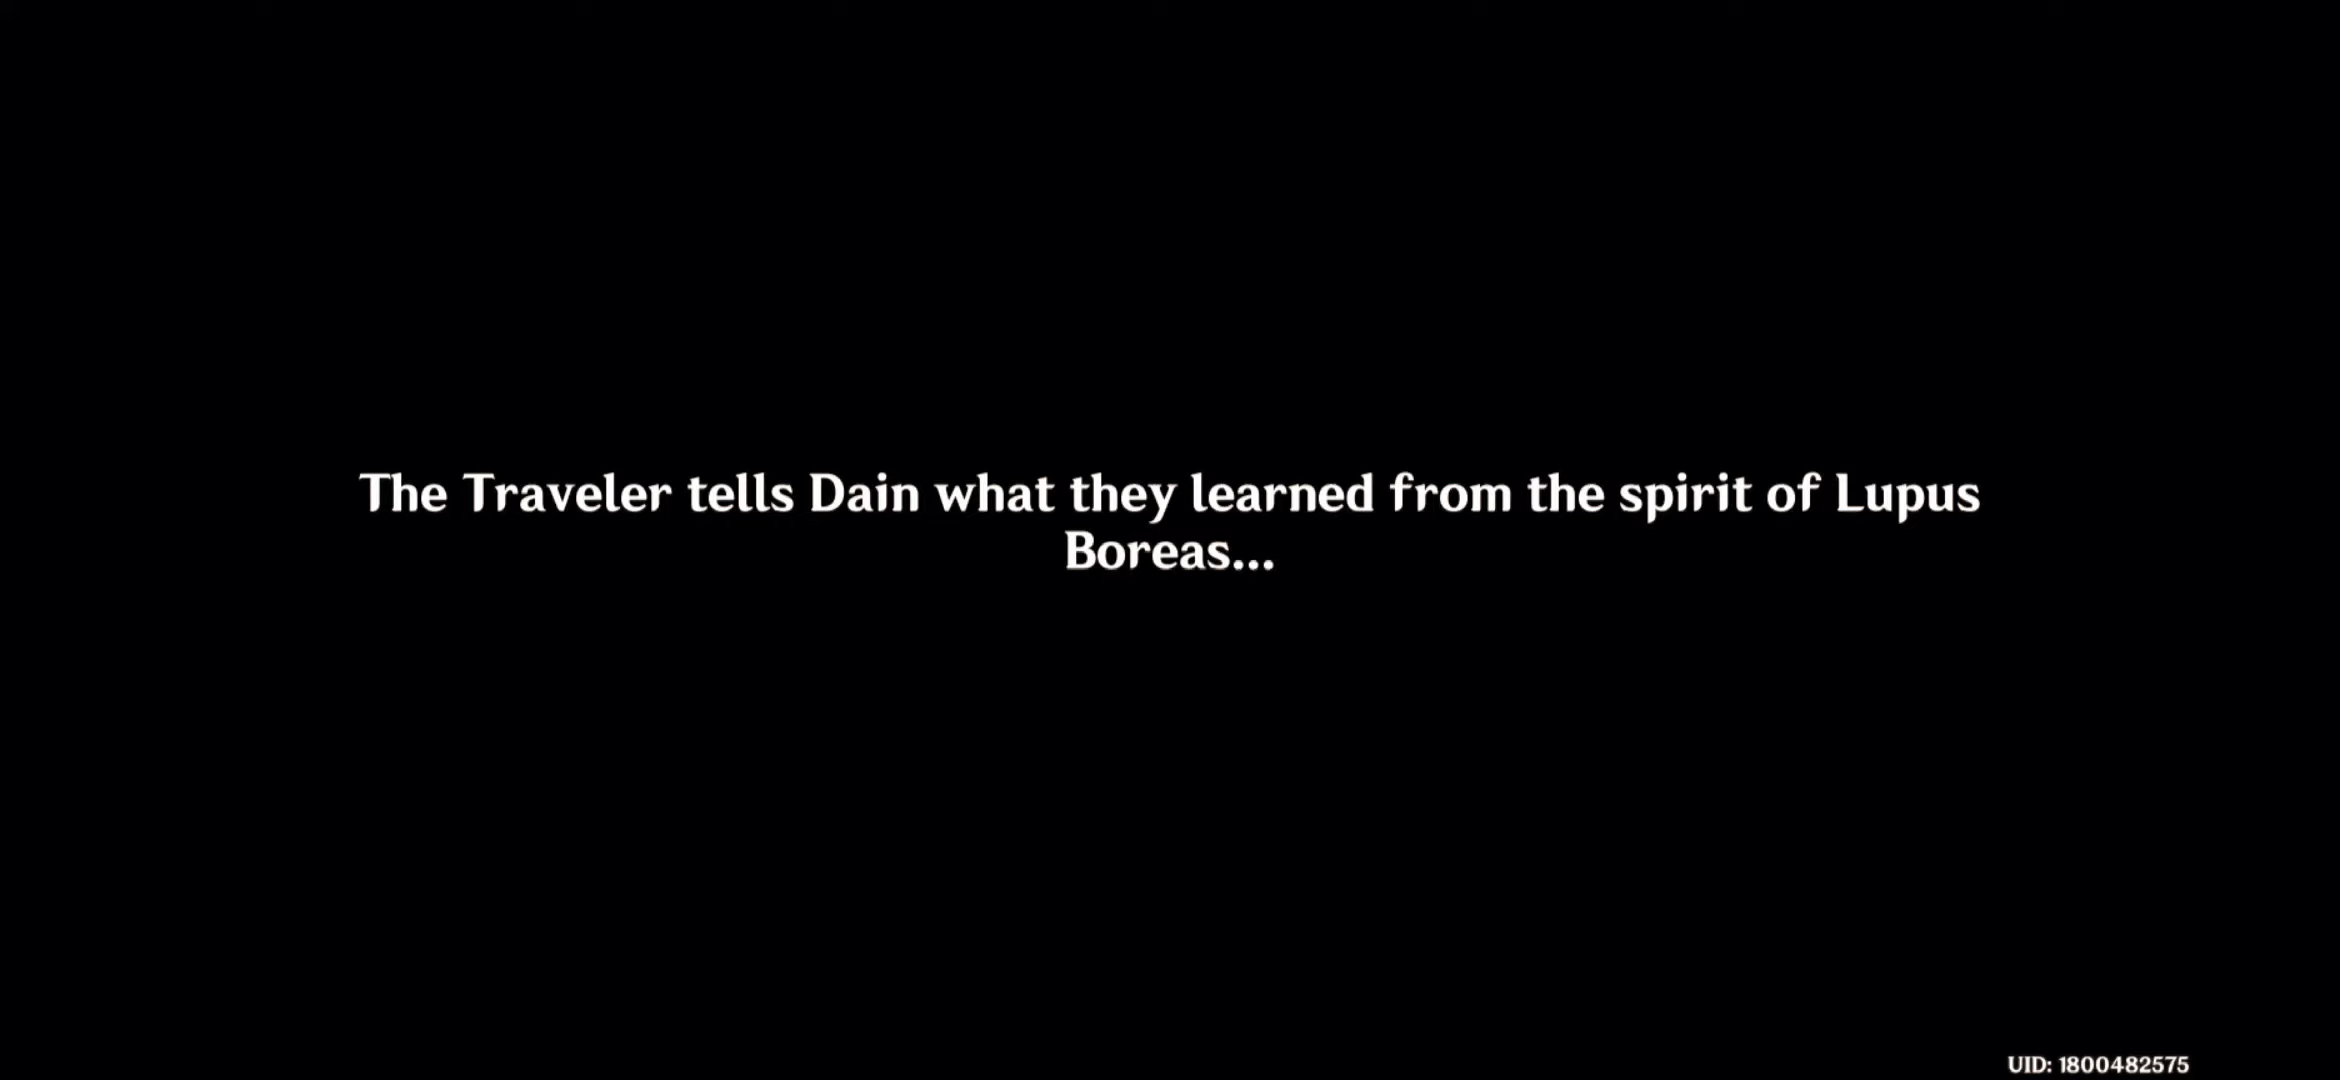 The Traveler tells Dain what they learned from the spirit of Lupus
Boreas...
UID: 1800482575